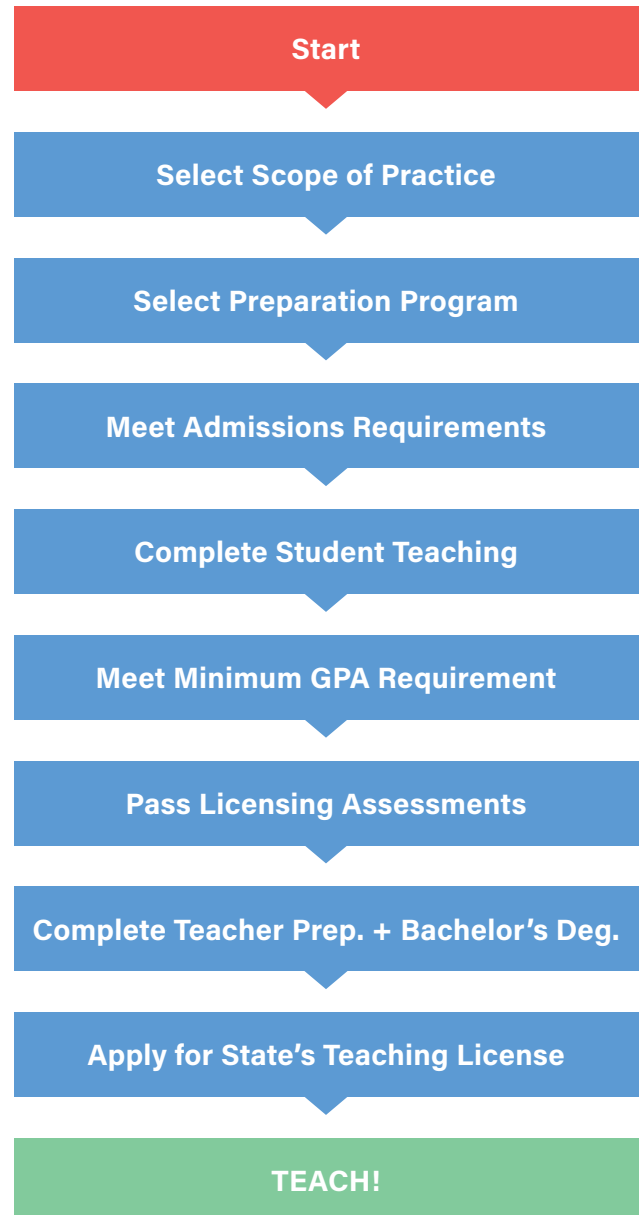 Start
Select Scope of Practice
Select Preparation Program
Meet Admissions Requirements
Complete Student Teaching
Meet Minimum GPA Requirement
Pass Licensing Assessments
Complete Teacher Prep. + Bachelor’s Deg.
Apply for State’s Teaching License
TEACH!